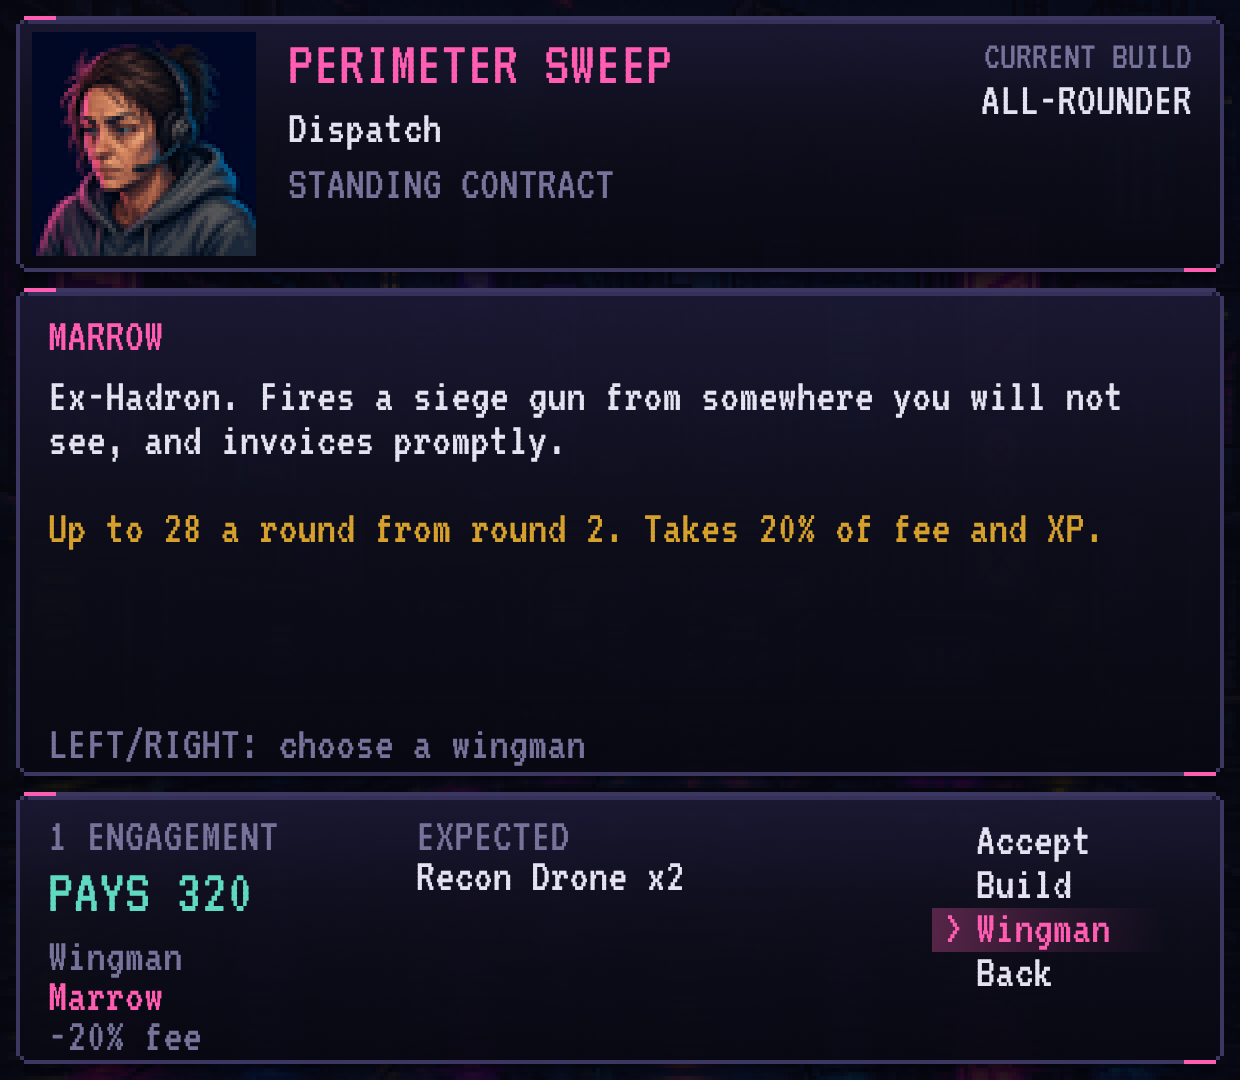 PERIMETER SWEEP
Dispatch
STANDING CONTRACT
CURRENT BUILD
ALL-ROUNDER
MARROW
Ex-Hadron. Fires a siege gun from somewhere you will not
see, and invoices promptly.
Up to 28 a round from round 2. Takes 20% of fee and XP.
LEFT/RIGHT: choose a wingman
1 ENGAGEMENT
PAYS 320
Wingman
Marrow
-20% fee
EXPECTED
Recon Drone x2
Accept
Build
> Wingman
Back